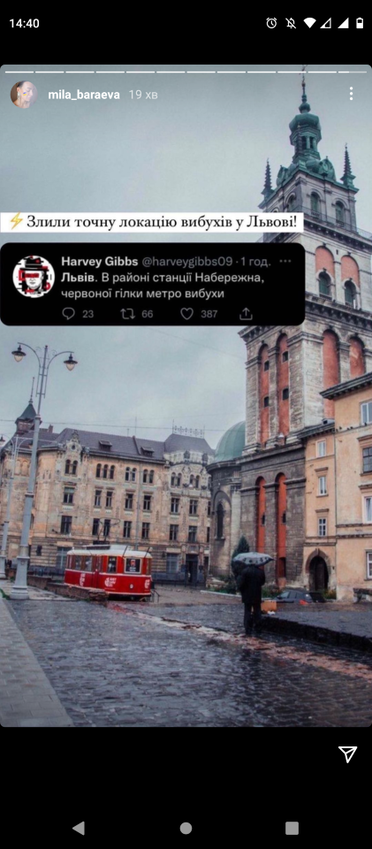 14:40
mila_baraeva 19 хв
⚡Злили точну локацію вибухів у Львові!
Harvey Gibbs @harveygibbs09 · 1 год. ···
Львів. В районі станції Набережна,
червоної гілки метро вибухи
23 66 387